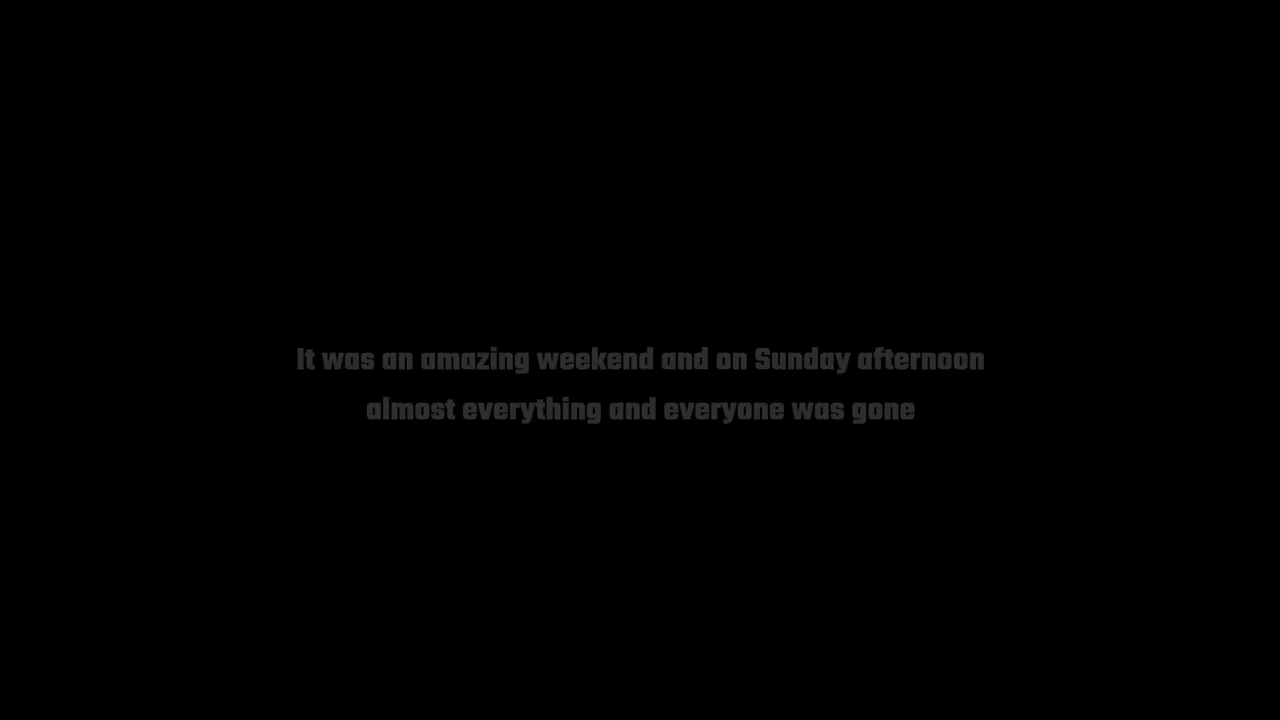 It was an amazing weekend and on Sunday afternoon
almost everything and everyone was gone